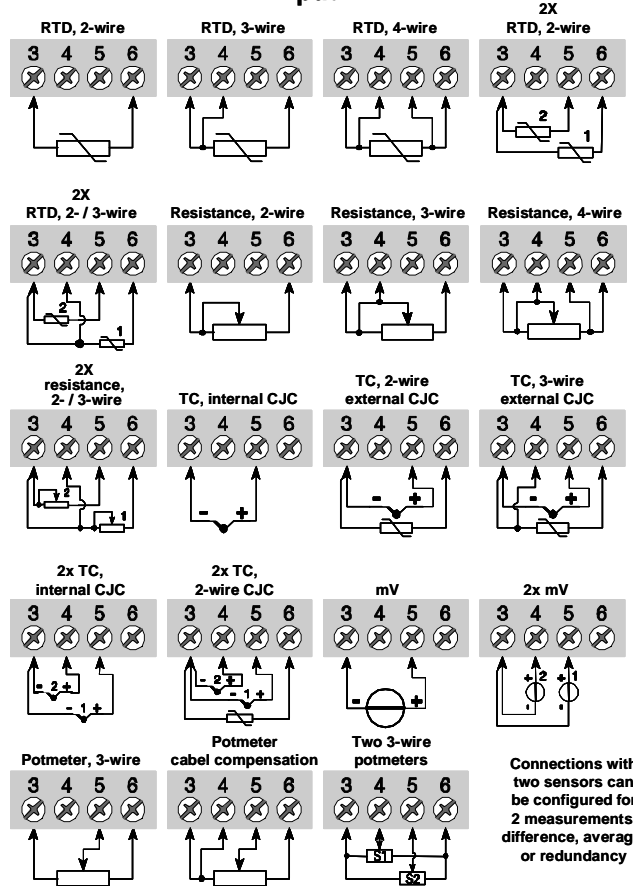 2X
RTD, 2-wire RTD, 3-wire RTD, 4-wire RTD, 2-wire
3 4 5 6 3 4 5 6 3 4 5 6 3 4 5 6
2
1
2X
RTD, 2- / 3-wire Resistance, 2-wire Resistance, 3-wire Resistance, 4-wire
3 4 5 6 3 4 5 6 3 4 5 6 3 4 5 6
2
1
2X
resistance,
2- / 3-wire
TC, internal CJC
TC, 2-wire
external CJC
TC, 3-wire
external CJC
3 4 5 6 3 4 5 6 3 4 5 6 3 4 5 6
2
1
- +
- +
- +
2x TC,
internal CJC
2x TC,
2-wire CJC
mV
2x mV
3 4 5 6 3 4 5 6 3 4 5 6 3 4 5 6
- 2 +
- 1 +
- 2 +
- 1 +
- +
+ 2 + 1
- -
Potmeter, 3-wire
Potmeter
cabel compensation
Two 3-wire
potmeters
3 4 5 6 3 4 5 6 3 4 5 6
S1
S2
Connections with
two sensors can
be configured for
2 measurements,
difference, average
or redundancy